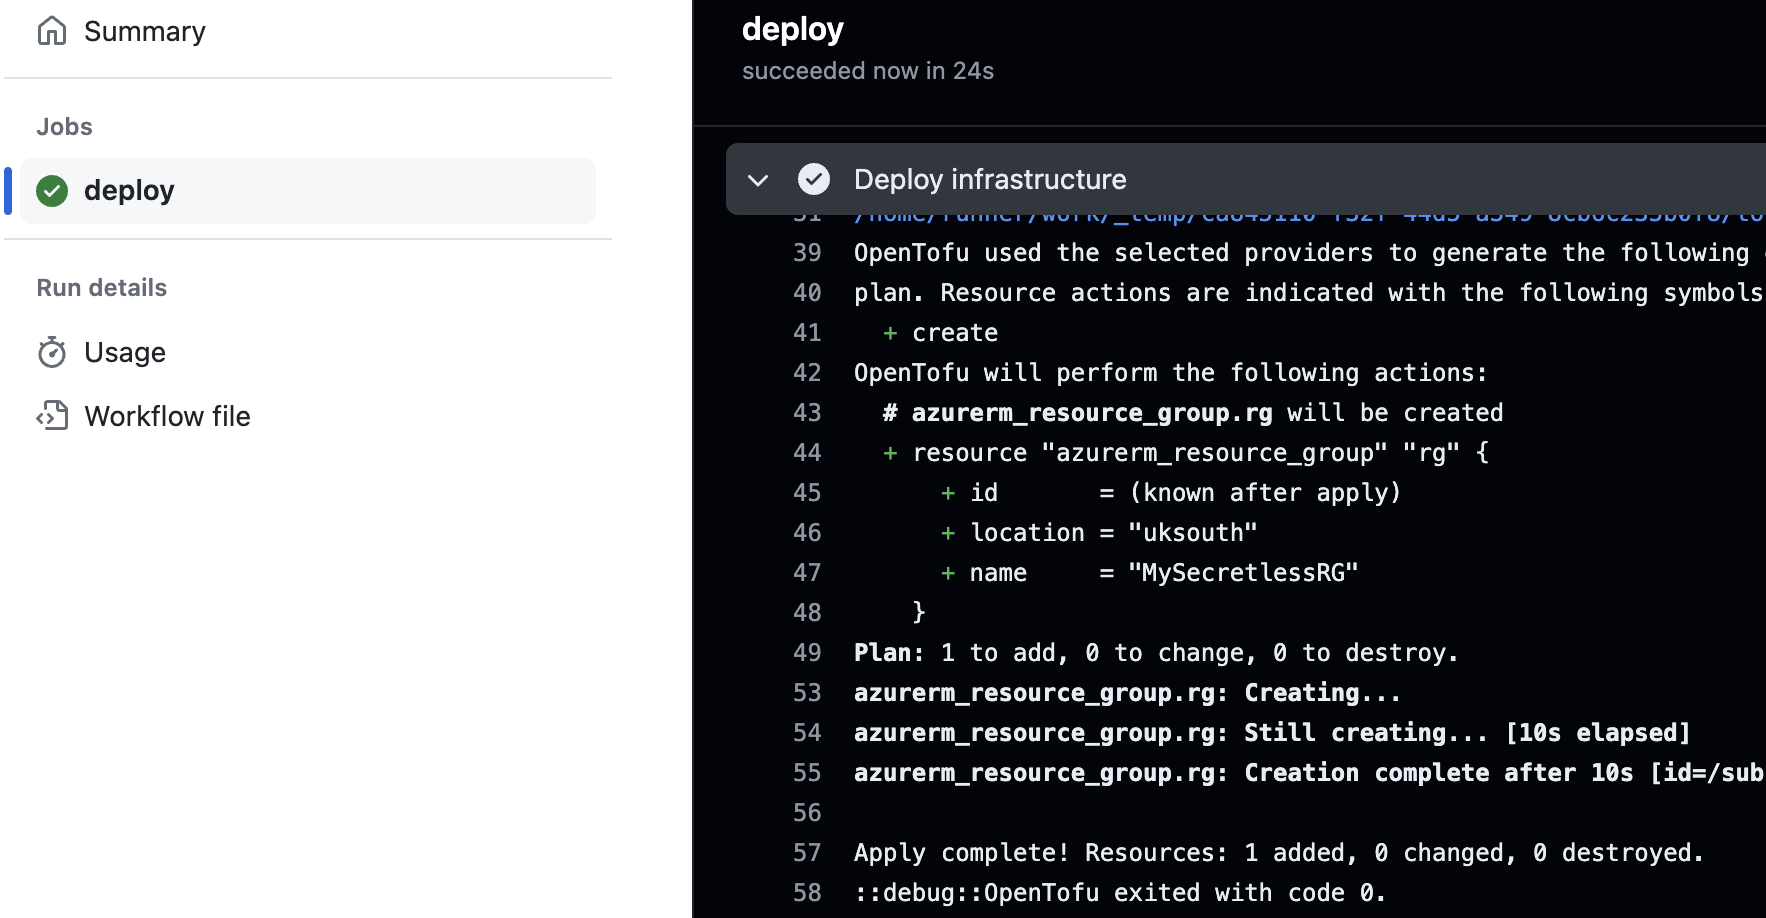 Summary
Jobs
deploy
Run details
Usage
Workflow file
deploy
succeeded now in 24s
Deploy infrastructure
39 OpenTofu used the selected providers to generate the following
40 plan. Resource actions are indicated with the following symbols
41 + create
42 OpenTofu will perform the following actions:
43 # azurerm_resource_group.rg will be created
44 + resource "azurerm_resource_group" "rg" {
45 + id = (known after apply)
46 + location = "uksouth"
47 + name = "MySecretlessRG"
48 }
49 Plan: 1 to add, 0 to change, 0 to destroy.
53 azurerm_resource_group.rg: Creating...
54 azurerm_resource_group.rg: Still creating... [10s elapsed]
55 azurerm_resource_group.rg: Creation complete after 10s [id=/sub
56
57 Apply complete! Resources: 1 added, 0 changed, 0 destroyed.
58 ::debug::OpenTofu exited with code 0.